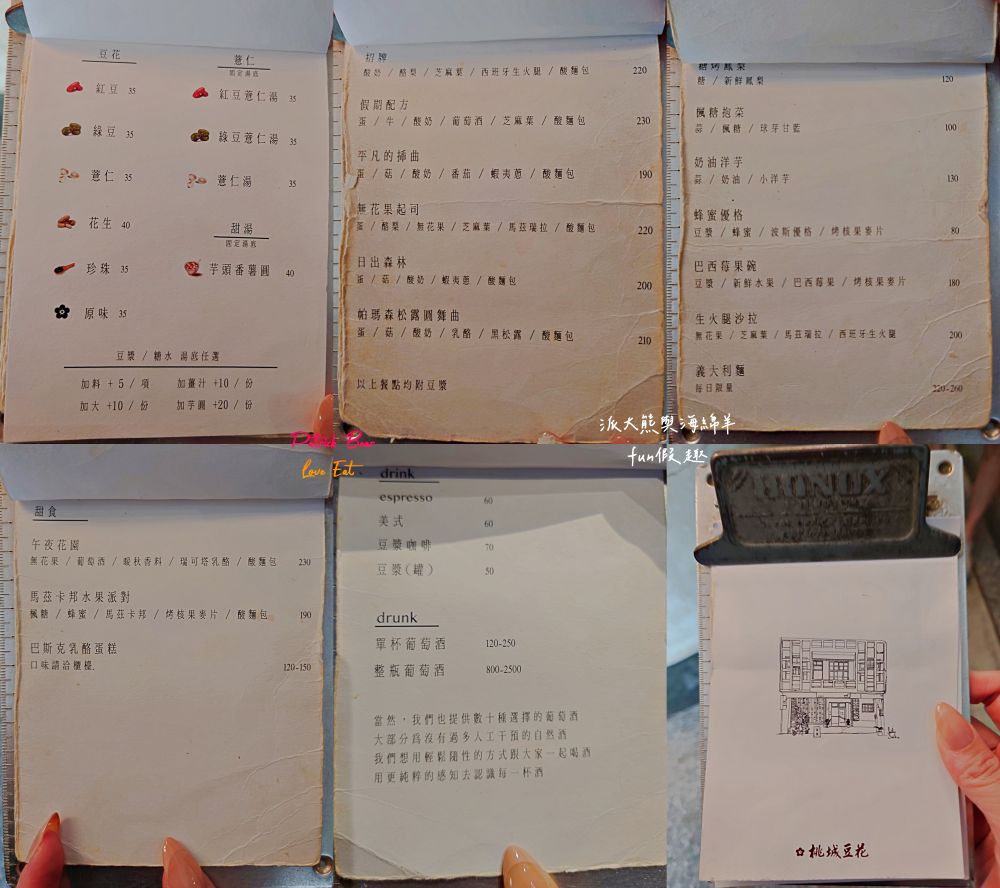 豆花
紅豆 35
綠豆 35
薏仁 35
花生 40
珍珠 35
原味 35
薏仁
固定湯底
紅豆薏仁湯 35
綠豆薏仁湯 35
薏仁湯 35
甜湯
固定湯底
芋頭番薯圓 40
豆漿 / 糖水 湯底任選
加料 + 5 / 項 加薑汁 +10 / 份
加大 +10 / 份 加芋圓 +20 / 份
招牌
酸奶 / 酪梨 / 芝麻葉 / 西班牙生火腿 / 酸麵包 220
假期配方
蛋 / 牛 / 酸奶 / 葡萄酒 / 芝麻葉 / 酸麵包 230
平凡的插曲
蛋 / 菇 / 酸奶 / 番茄 / 蝦夷蔥 / 酸麵包 190
無花果起司
蛋 / 酪梨 / 無花果 / 芝麻葉 / 馬茲瑞拉 / 酸麵包 220
日出森林
蛋 / 菇 / 酸奶 / 蝦夷蔥 / 酸麵包 200
帕瑪森松露圓舞曲
蛋 / 菇 / 酸奶 / 乳酪 / 黑松露 / 酸麵包 210
以上餐點均附豆漿
糖烤鳳梨
糖 / 新鮮鳳梨 120
楓糖抱菜
蒜 / 楓糖 / 球芽甘藍 100
奶油洋芋
蒜 / 奶油 / 小洋芋 130
蜂蜜優格
豆漿 / 蜂蜜 / 波斯優格 / 烤核果麥片 80
巴西莓果碗
豆漿 / 新鮮水果 / 巴西莓果 / 烤核果麥片 180
生火腿沙拉
無花果 / 芝麻葉 / 馬茲瑞拉 / 西班牙生火腿 200
義大利麵
每日限量 220-260
Patrick Bear
Love Eat
派大熊與海綿羊
fun假趣
甜食
午夜花園
無花果 / 葡萄酒 / 暖秋香料 / 瑞可塔乳酪 / 酸麵包 230
馬茲卡邦水果派對
楓糖 / 蜂蜜 / 馬茲卡邦 / 烤核果麥片 / 酸麵包 190
巴斯克乳酪蛋糕
口味請洽櫃檯. 120-150
drink
espresso 60
美式 60
豆漿咖啡 70
豆漿(罐) 50
drunk
單杯葡萄酒 120-250
整瓶葡萄酒 800-2500
當然，我們也提供數十種選擇的葡萄酒
大部分為沒有過多人工干預的自然酒
我們想用輕鬆隨性的方式跟大家一起喝酒
用更純粹的感知去認識每一杯酒
BONOX
桃城豆花